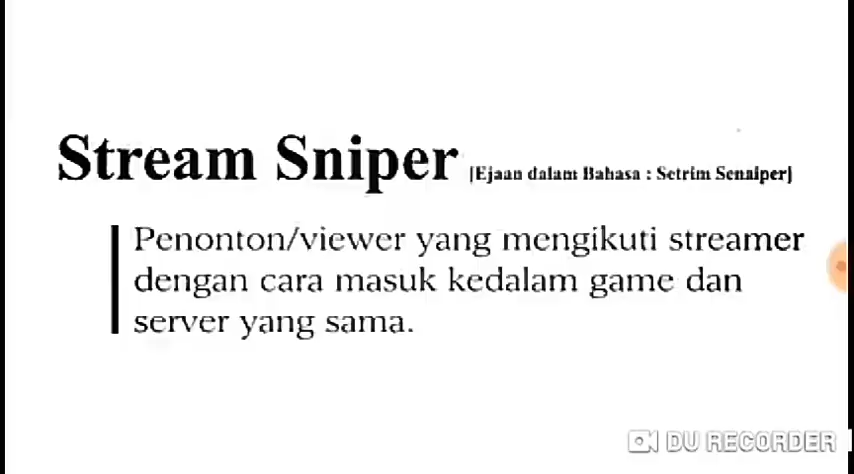 Stream Sniper [Ejaan dalam Bahasa : Setrim Senniper]
Penonton/viewer yang mengikuti streamer
dengan cara masuk kedalam game dan
server yang sama.
DU RECORDER